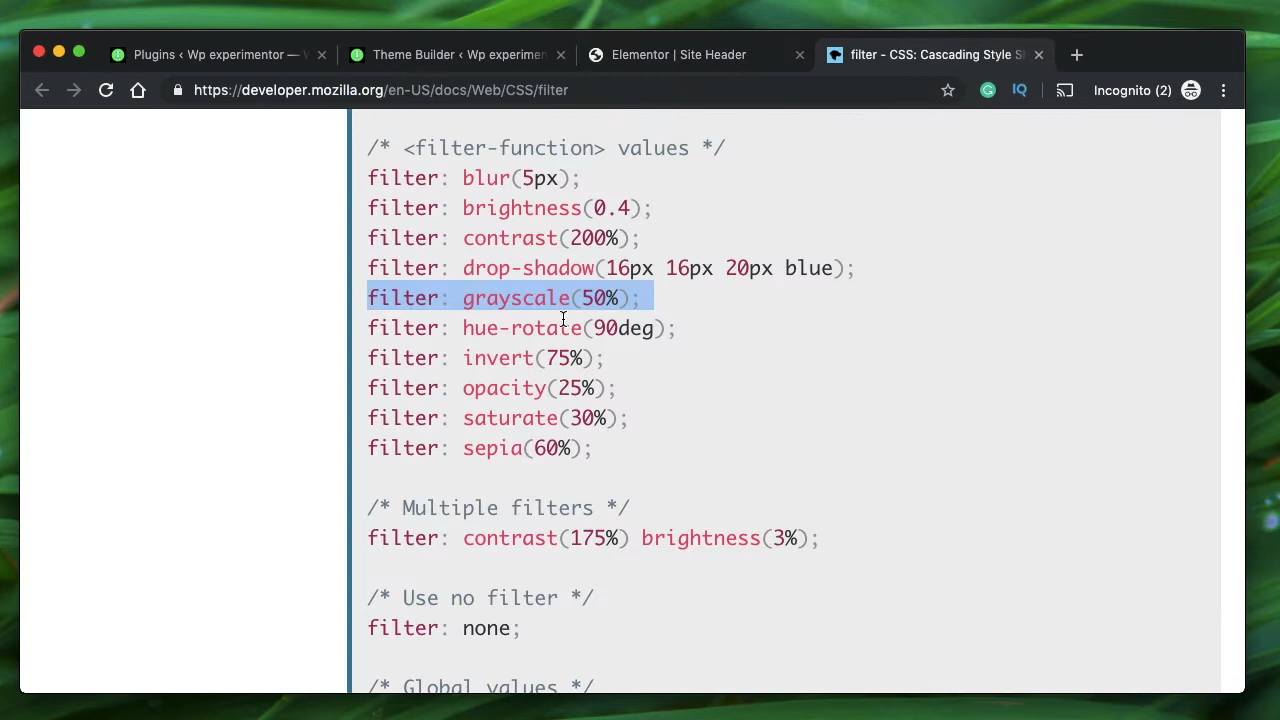 Plugins ‹ Wp experimentor — W
Theme Builder ‹ Wp experimen
Elementor | Site Header
filter - CSS: Cascading Style S
https://developer.mozilla.org/en-US/docs/Web/CSS/filter
IQ
Incognito (2)
/* <filter-function> values */
filter: blur(5px);
filter: brightness(0.4);
filter: contrast(200%);
filter: drop-shadow(16px 16px 20px blue);
filter: grayscale(50%);
filter: hue-rotate(90deg);
filter: invert(75%);
filter: opacity(25%);
filter: saturate(30%);
filter: sepia(60%);
/* Multiple filters */
filter: contrast(175%) brightness(3%);
/* Use no filter */
filter: none;
/* Global values */